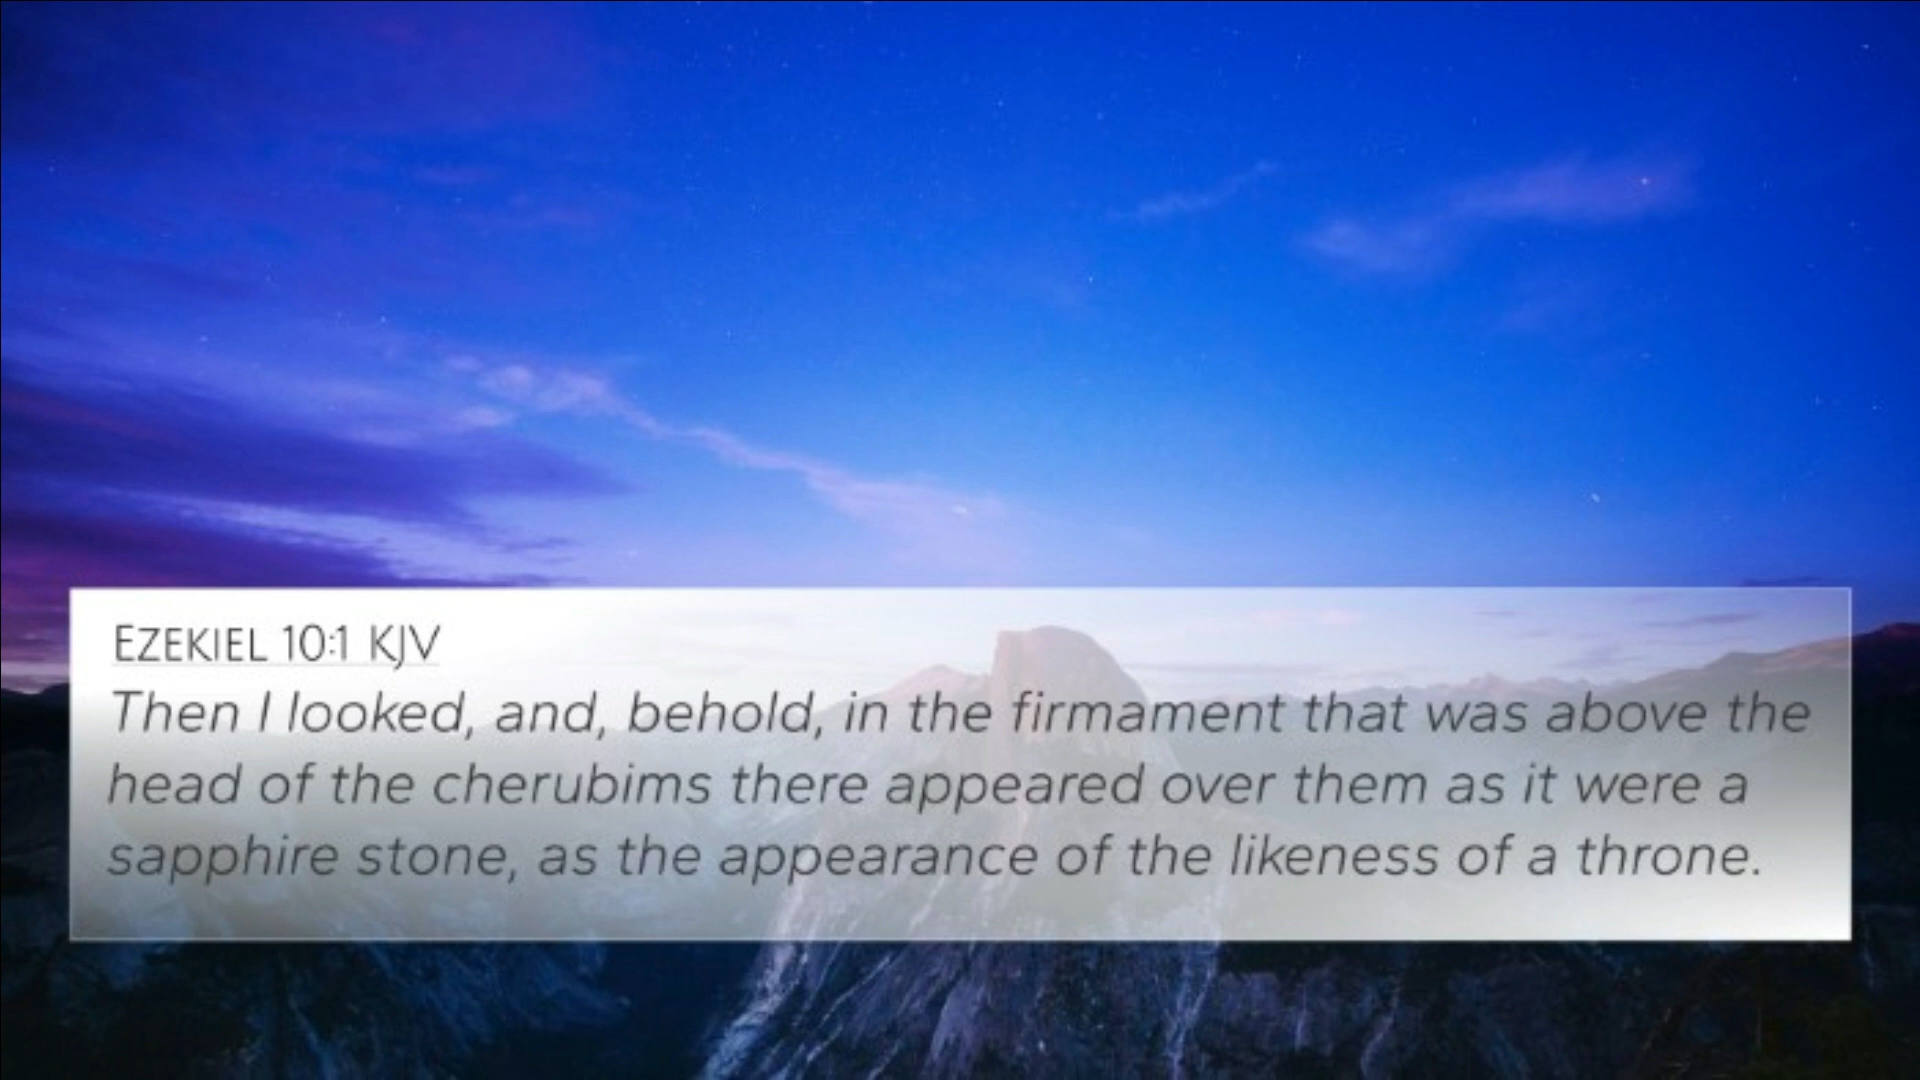 EZEKIEL 10:1 KJV
Then I looked, and, behold, in the firmament that was above the
head of the cherubims there appeared over them as it were a
sapphire stone, as the appearance of the likeness of a throne.